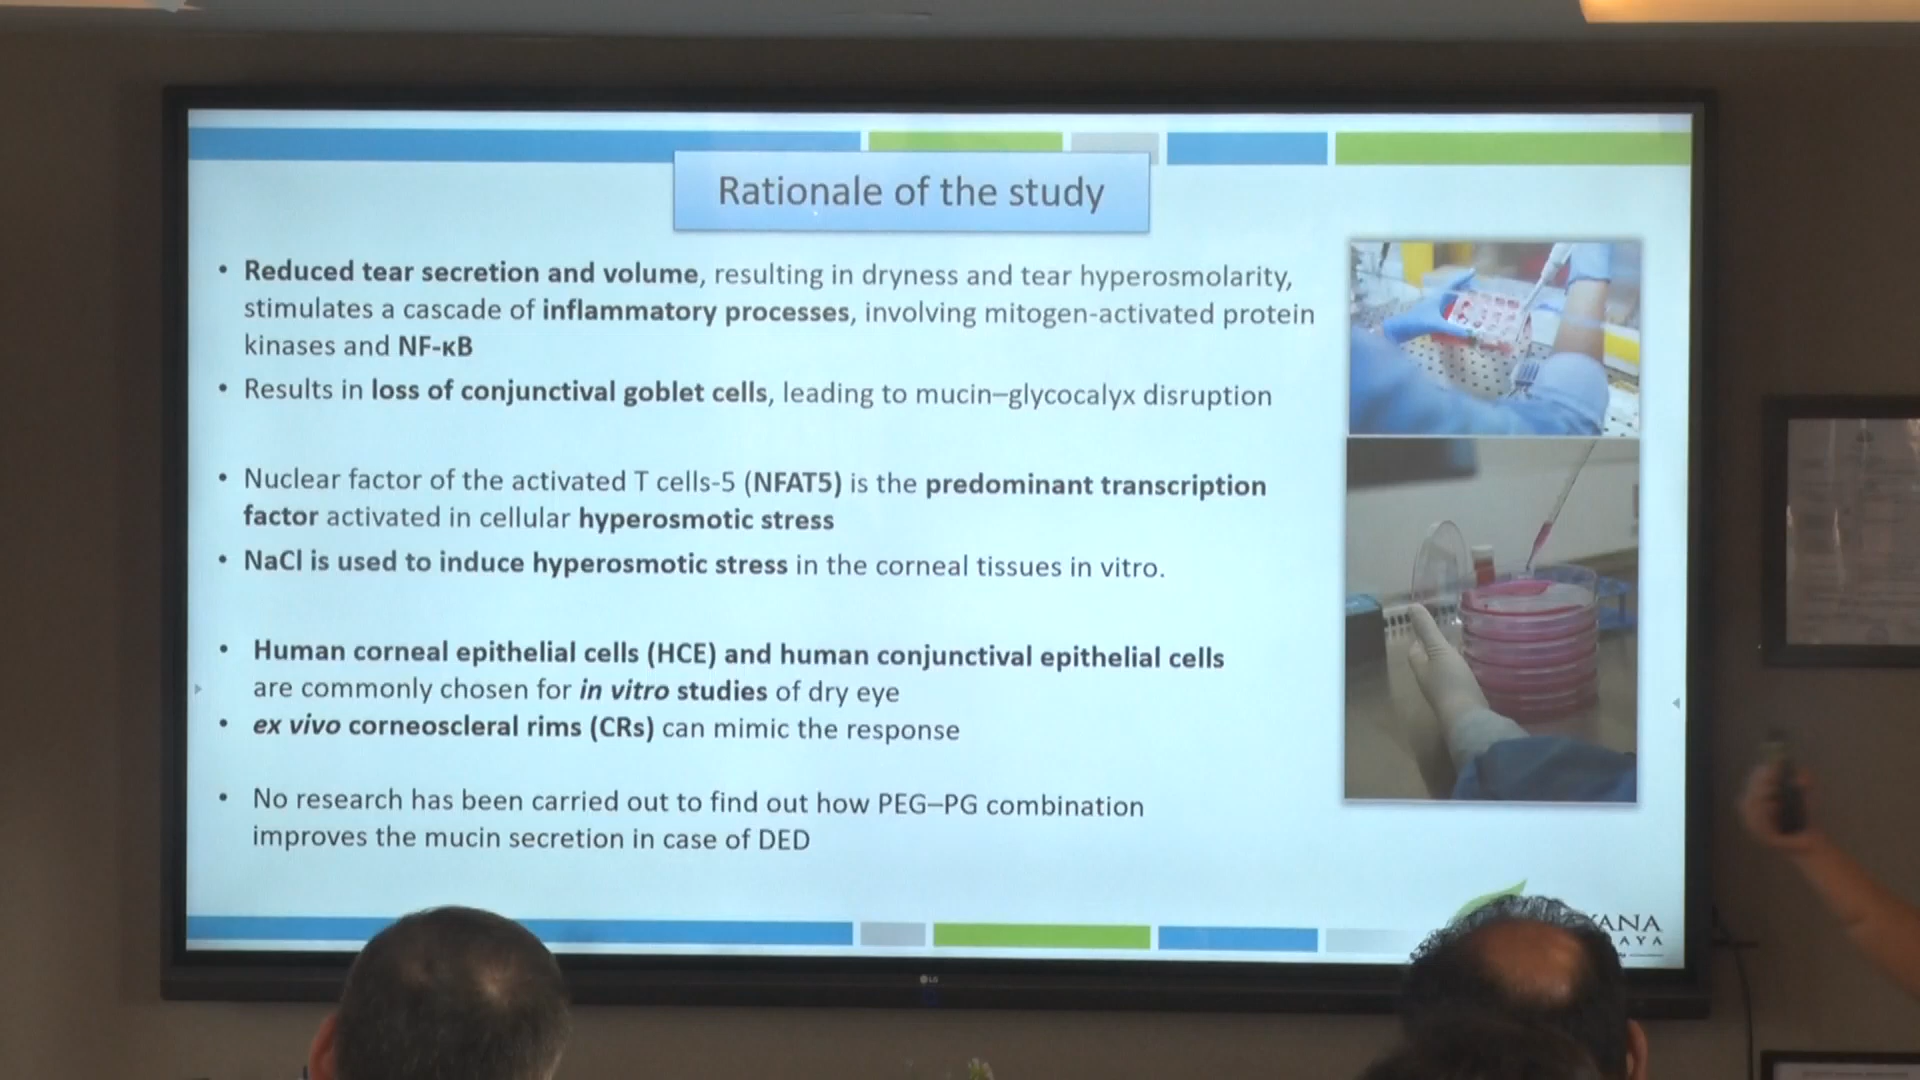 Rationale of the study
• Reduced tear secretion and volume, resulting in dryness and tear hyperosmolarity,
stimulates a cascade of inflammatory processes, involving mitogen-activated protein
kinases and NF-κB
• Results in loss of conjunctival goblet cells, leading to mucin–glycocalyx disruption
• Nuclear factor of the activated T cells-5 (NFAT5) is the predominant transcription
factor activated in cellular hyperosmotic stress
• NaCl is used to induce hyperosmotic stress in the corneal tissues in vitro.
• Human corneal epithelial cells (HCE) and human conjunctival epithelial cells
are commonly chosen for in vitro studies of dry eye
• ex vivo corneoscleral rims (CRs) can mimic the response
• No research has been carried out to find out how PEG–PG combination
improves the mucin secretion in case of DED
LG